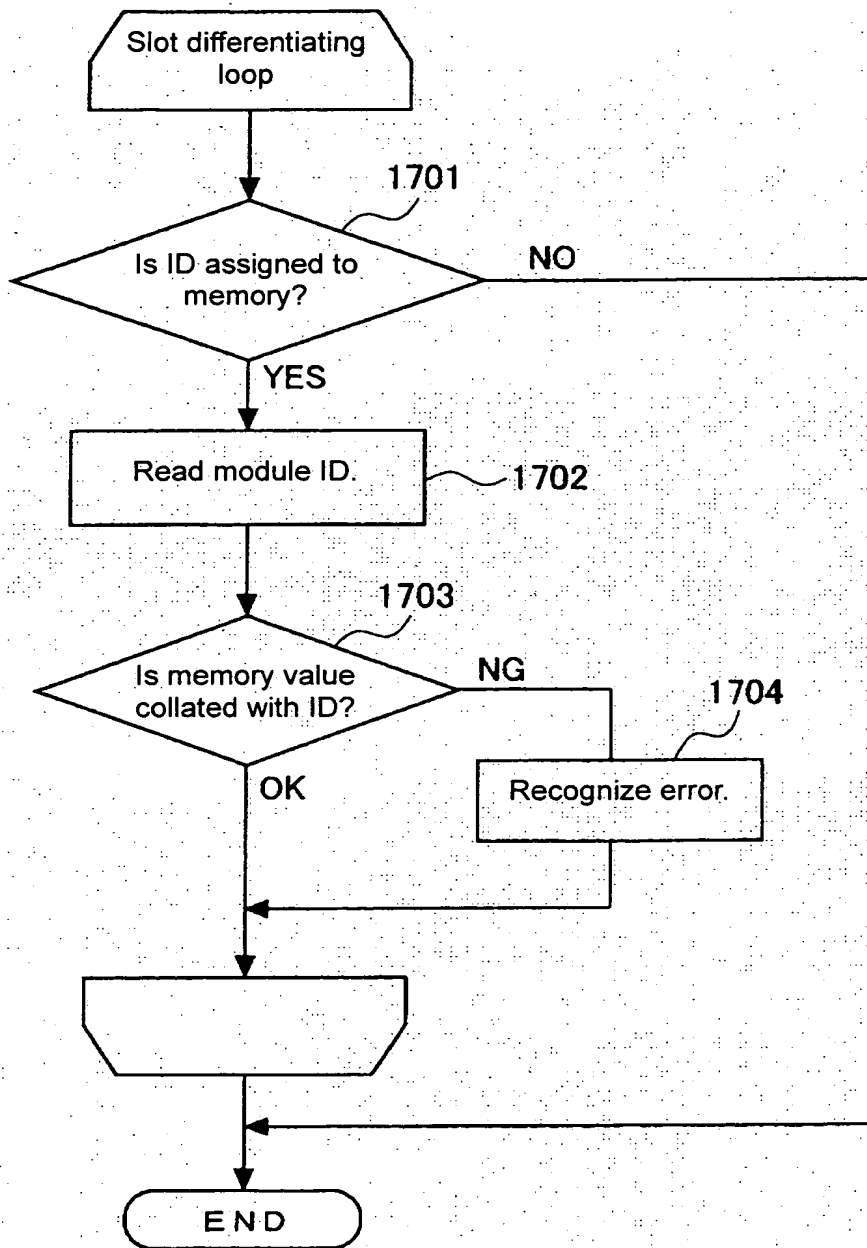 Slot differentiating
loop
1701
Is ID assigned to
memory?
NO
YES
Read module ID.
1702
1703
Is memory value
collated with ID?
NG
1704
OK
Recognize error.
END